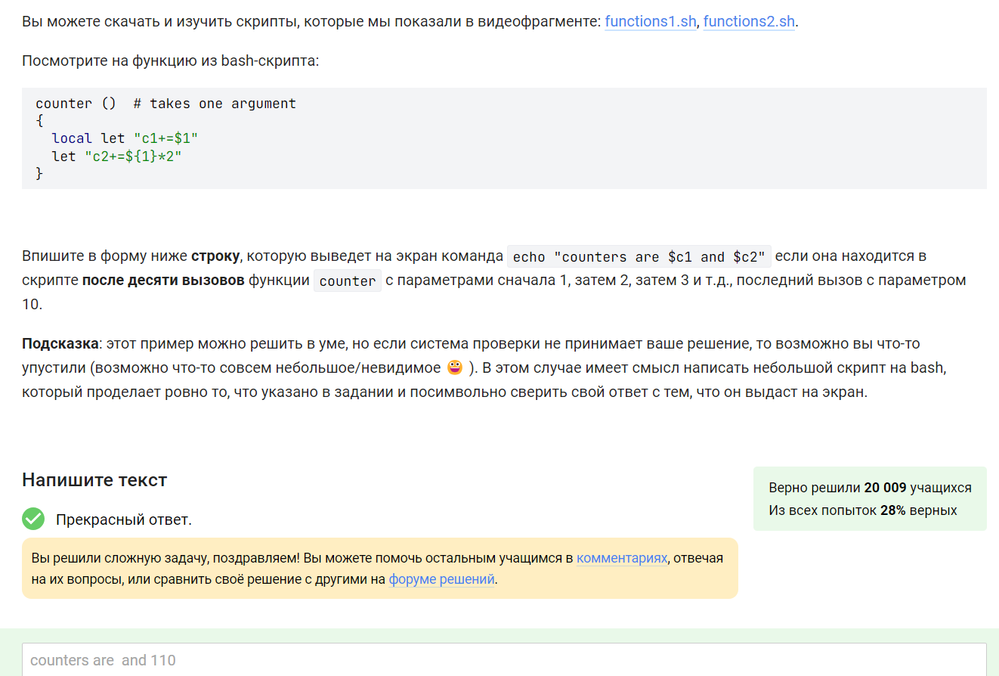 Вы можете скачать и изучить скрипты, которые мы показали в видеофрагменте: functions1.sh, functions2.sh.
Посмотрите на функцию из bash-скрипта:
counter ()  # takes one argument
{
  local let "c1+=$1"
  let "c2+=${1}*2"
}
Впишите в форму ниже строку, которую выведет на экран команда echo "counters are $c1 and $c2" если она находится в
скрипте после десяти вызовов функции counter с параметрами сначала 1, затем 2, затем 3 и т.д., последний вызов с параметром
10.
Подсказка: этот пример можно решить в уме, но если система проверки не принимает ваше решение, то возможно вы что-то
упустили (возможно что-то совсем небольшое/невидимое 😀 ). В этом случае имеет смысл написать небольшой скрипт на bash,
который проделает ровно то, что указано в задании и посимвольно сверить свой ответ с тем, что он выдаст на экран.
Напишите текст
Верно решили 20 009 учащихся
Из всех попыток 28% верных
Прекрасный ответ.
Вы решили сложную задачу, поздравляем! Вы можете помочь остальным учащимся в комментариях, отвечая
на их вопросы, или сравнить своё решение с другими на форуме решений.
counters are  and 110